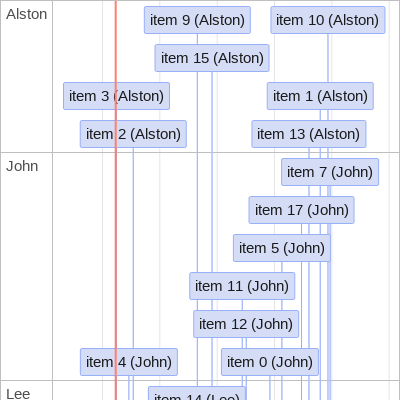 Alston
item 9 (Alston)
item 10 (Alston)
item 15 (Alston)
item 3 (Alston)
item 1 (Alston)
item 2 (Alston)
item 13 (Alston)
John
item 7 (John)
item 17 (John)
item 5 (John)
item 11 (John)
item 12 (John)
item 4 (John)
item 0 (John)
Lee
item 14 (Lee)